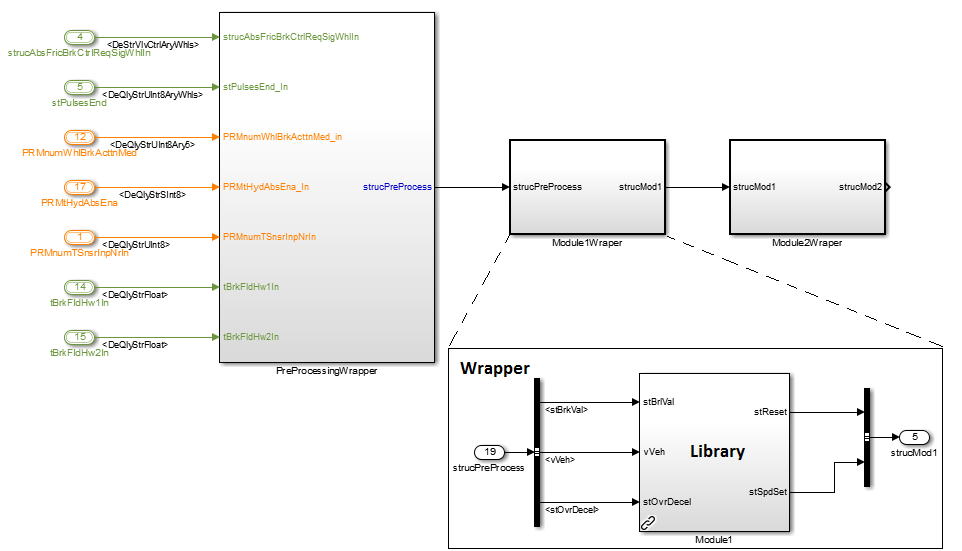 4
<DeStrVlvCtrlAryWhls>
strucAbsFricBrkCtrlReqSigWhlIn
strucAbsFricBrkCtrlReqSigWhlIn
5
<DeQlyStrUInt8AryWhls>
stPulsesEnd
stPulsesEnd_In
12
<DeQlyStrUInt8Ary5>
PRMnumWhlBrkActtnMed
PRMnumWhlBrkActtnMed_in
17
<DeQlyStrSInt8>
PRMtHydAbsEna
PRMtHydAbsEna_In
1
<DeQlyStrUInt8>
PRMnumTSnsrInpNrIn
PRMnumTSnsrInpNrIn
14
<DeQlyStrFloat>
tBrkFldHw1In
tBrkFldHw1In
15
<DeQlyStrFloat>
tBrkFldHw2In
tBrkFldHw2In
strucPreProcess
PreProcessingWrapper
strucPreProcess
strucMod1
Module1Wraper
strucMod1
strucMod2
Module2Wraper
Wrapper
19
strucPreProcess
<stBrkVal>
<vVeh>
<stOvrDecel>
stBrlVal
vVeh
stOvrDecel
Library
stReset
stSpdSet
Module1
5
strucMod1